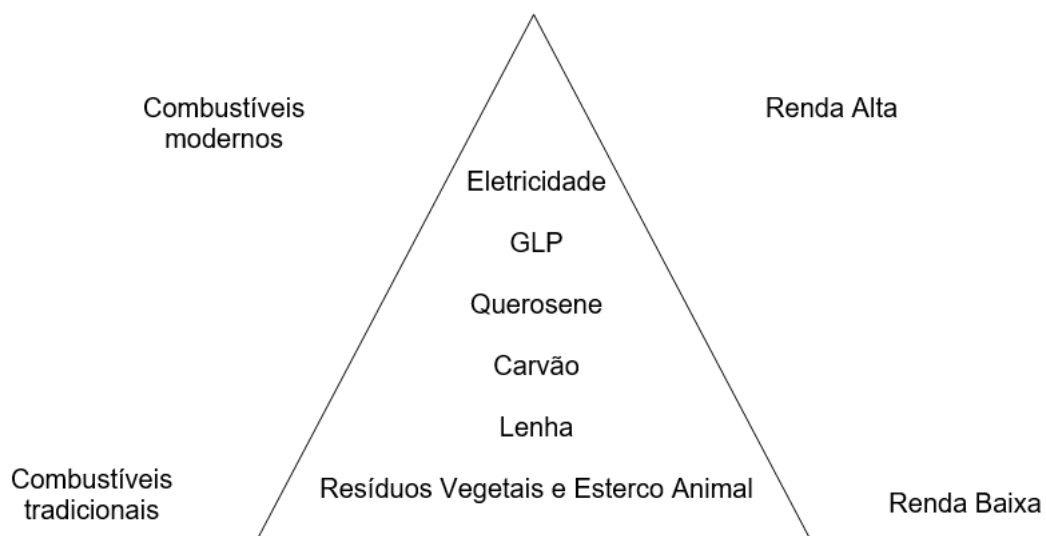 Combustíveis
modernos
Renda Alta
Eletricidade
GLP
Querosene
Carvão
Lenha
Combustíveis
tradicionais
Resíduos Vegetais e Esterco Animal
Renda Baixa